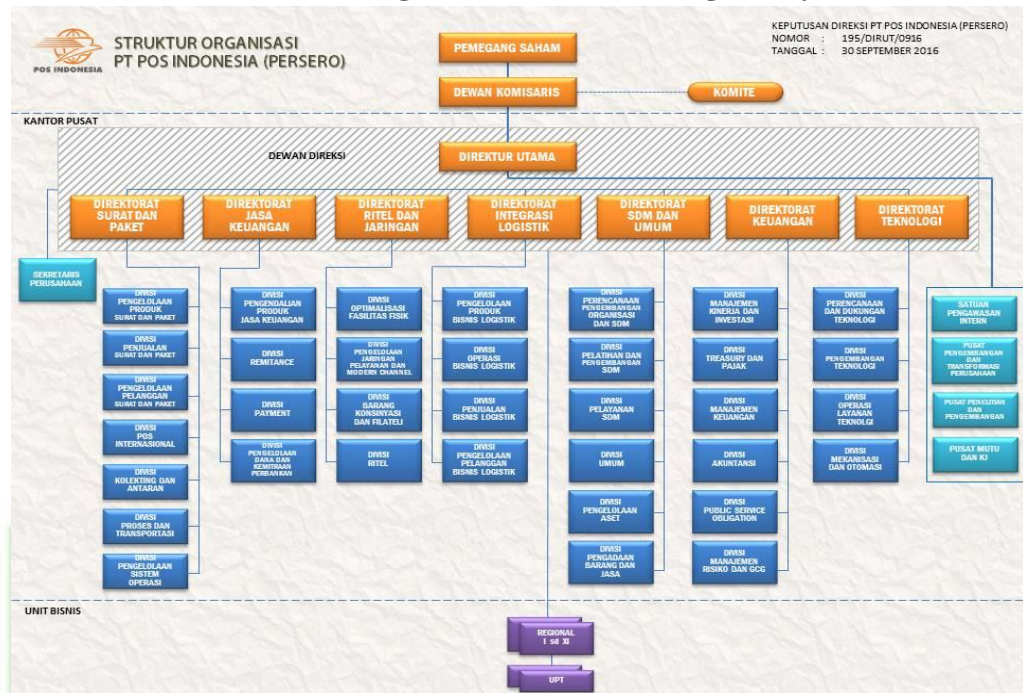 KEPUTUSAN DIREKSI PT POS INDONESIA (PERSERO)
NOMOR : 195/DIRUT/0916
TANGGAL : 30 SEPTEMBER 2016
POS INDONESIA
STRUKTUR ORGANISASI
PT POS INDONESIA (PERSERO)
PEMEGANG SAHAM
DEWAN KOMISARIS
KOMITE
KANTOR PUSAT
DEWAN DIREKSI
DIREKTUR UTAMA
DIREKTORAT
SURAT DAN
PAKET
DIREKTORAT
JASA
KEUANGAN
DIREKTORAT
RITEL DAN
JARINGAN
DIREKTORAT
INTEGRASI
LOGISTIK
DIREKTORAT
SDM DAN
UMUM
DIREKTORAT
KEUANGAN
DIREKTORAT
TEKNOLOGI
SEKRETARIS
PERUSAHAAN
DIVISI
PENGELOLAAN
PRODUK
SURAT DAN PAKET
DIVISI
PENJUALAN
SURAT DAN PAKET
DIVISI
PENGELOLAAN
PELANGGAN
SURAT DAN PAKET
DIVISI
POS
INTERNASIONAL
DIVISI
KOLEKTING DAN
ANTARAN
DIVISI
PROSES DAN
TRANSPORTASI
DIVISI
PENGELOLAAN
SISTEM
OPERASI
DIVISI
PENGENDALIAN
PRODUK
JASA KEUANGAN
DIVISI
REMITANCE
DIVISI
PAYMENT
DIVISI
PENGELOLAAN
DANA DAN
KEMITRAAN
PERBANKAN
DIVISI
OPTIMALISASI
FASILITAS FISIK
DIVISI
PENGELOLAAN
JARINGAN
PELAYANAN DAN
MODERN CHANNEL
DIVISI
BARANG
KONSINYASI
DAN FILATELI
DIVISI
RITEL
DIVISI
PENGELOLAAN
PRODUK
BISNIS LOGISTIK
DIVISI
OPERASI
BISNIS LOGISTIK
DIVISI
PENJUALAN
BISNIS LOGISTIK
DIVISI
PENGELOLAAN
PELANGGAN
BISNIS LOGISTIK
DIVISI
PERENCANAAN
PENGEMBANGAN
ORGANISASI
DAN SDM
DIVISI
PELATIHAN DAN
PENGEMBANGAN
SDM
DIVISI
PELAYANAN
SDM
DIVISI
UMUM
DIVISI
PENGELOLAAN
ASET
DIVISI
PENGADAAN
BARANG DAN
JASA
DIVISI
MANAJEMEN
KINERJA DAN
INVESTASI
DIVISI
TREASURY DAN
PAJAK
DIVISI
MANAJEMEN
KEUANGAN
DIVISI
AKUNTANSI
DIVISI
PUBLIC SERVICE
OBLIGATION
DIVISI
MANAJEMEN
RISIKO DAN GCG
DIVISI
PERENCANAAN
DAN DUKUNGAN
TEKNOLOGI
DIVISI
PENGEMBANGAN
TEKNOLOGI
DIVISI
OPERASI
LAYANAN
TEKNOLGI
DIVISI
MEKANISASI
DAN OTOMASI
SATUAN
PENGAWASAN
INTERN
PUSAT
PENGEMBANGAN
DAN
TRANSFORMASI
PERUSAHAAN
PUSAT PENELITIAN
DAN
PENGEMBANGAN
PUSAT MUTU
DAN KI
UNIT BISNIS
REGIONAL
I sd XI
UPT